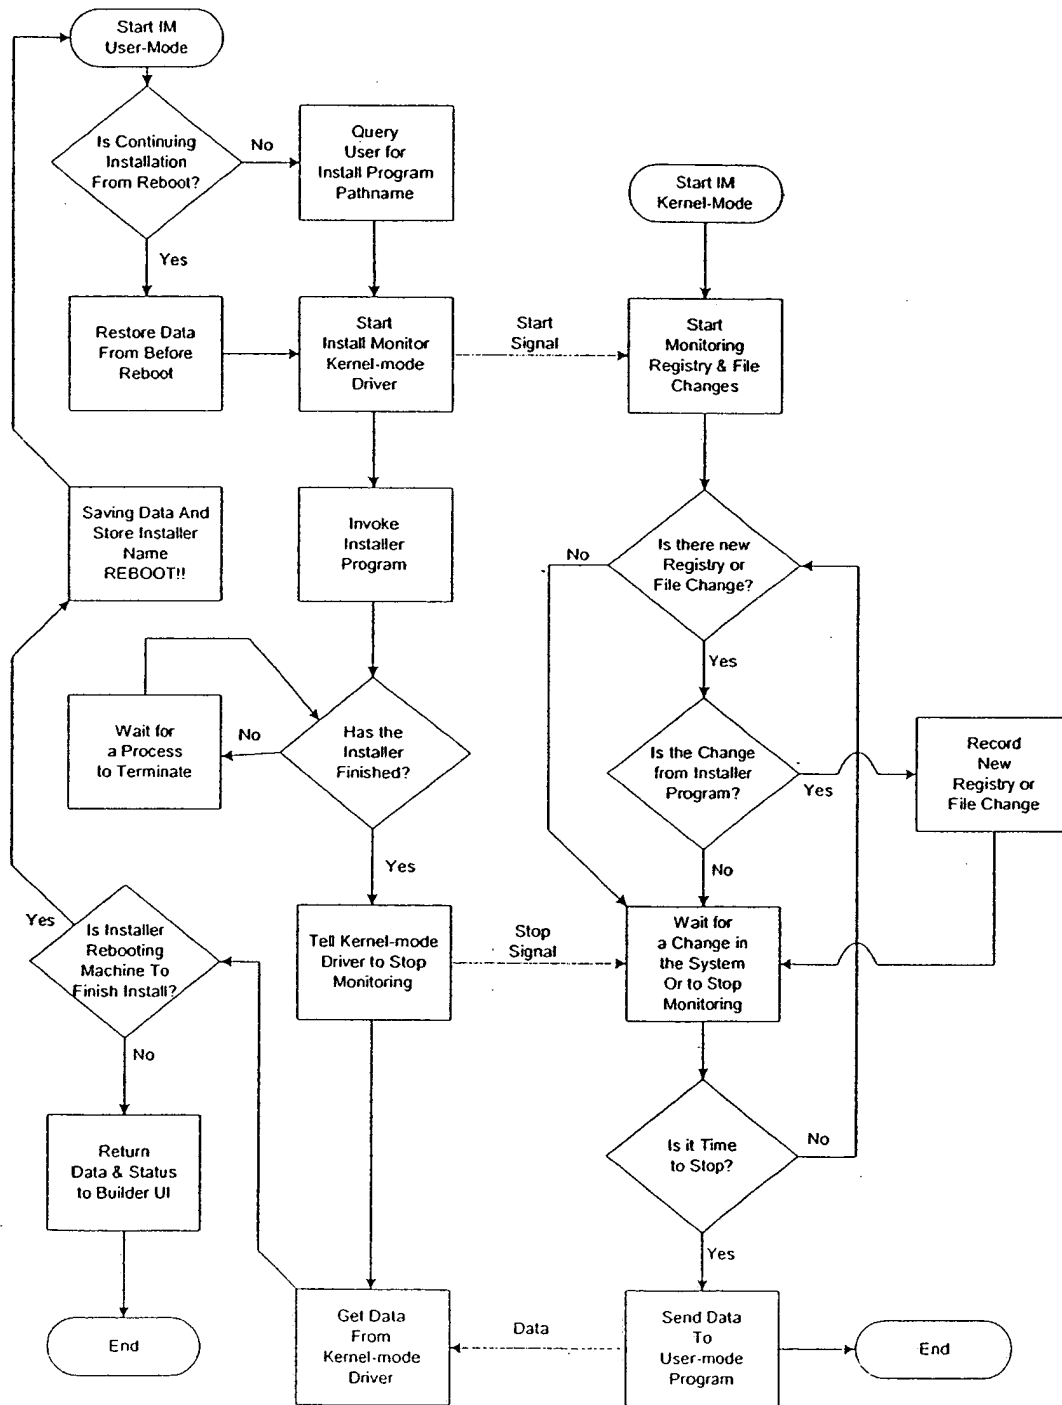 Start IM
User-Mode
Is Continuing
Installation
From Reboot?
No
Query
User for
Install Program
Pathname
Start IM
Kernel-Mode
Yes
Restore Data
From Before
Reboot
Start
Install Monitor
Kernel-mode
Driver
Start
Signal
Start
Monitoring
Registry & File
Changes
Saving Data And
Store Installer
Name
REBOOT!!
Invoke
Installer
Program
No
Is there new
Registry or
File Change?
Yes
Wait for
a Process
to Terminate
No
Has the
Installer
Finished?
Is the Change
from Installer
Program?
Yes
Record
New
Registry or
File Change
Yes
No
Yes
Is Installer
Rebooting
Machine To
Finish Install?
Tell Kernel-mode
Driver to Stop
Monitoring
Stop
Signal
Wait for
a Change in
the System
Or to Stop
Monitoring
No
Return
Data & Status
to Builder UI
Is it Time
to Stop?
No
Yes
End
Get Data
From
Kernel-mode
Driver
Data
Send Data
To
User-mode
Program
End